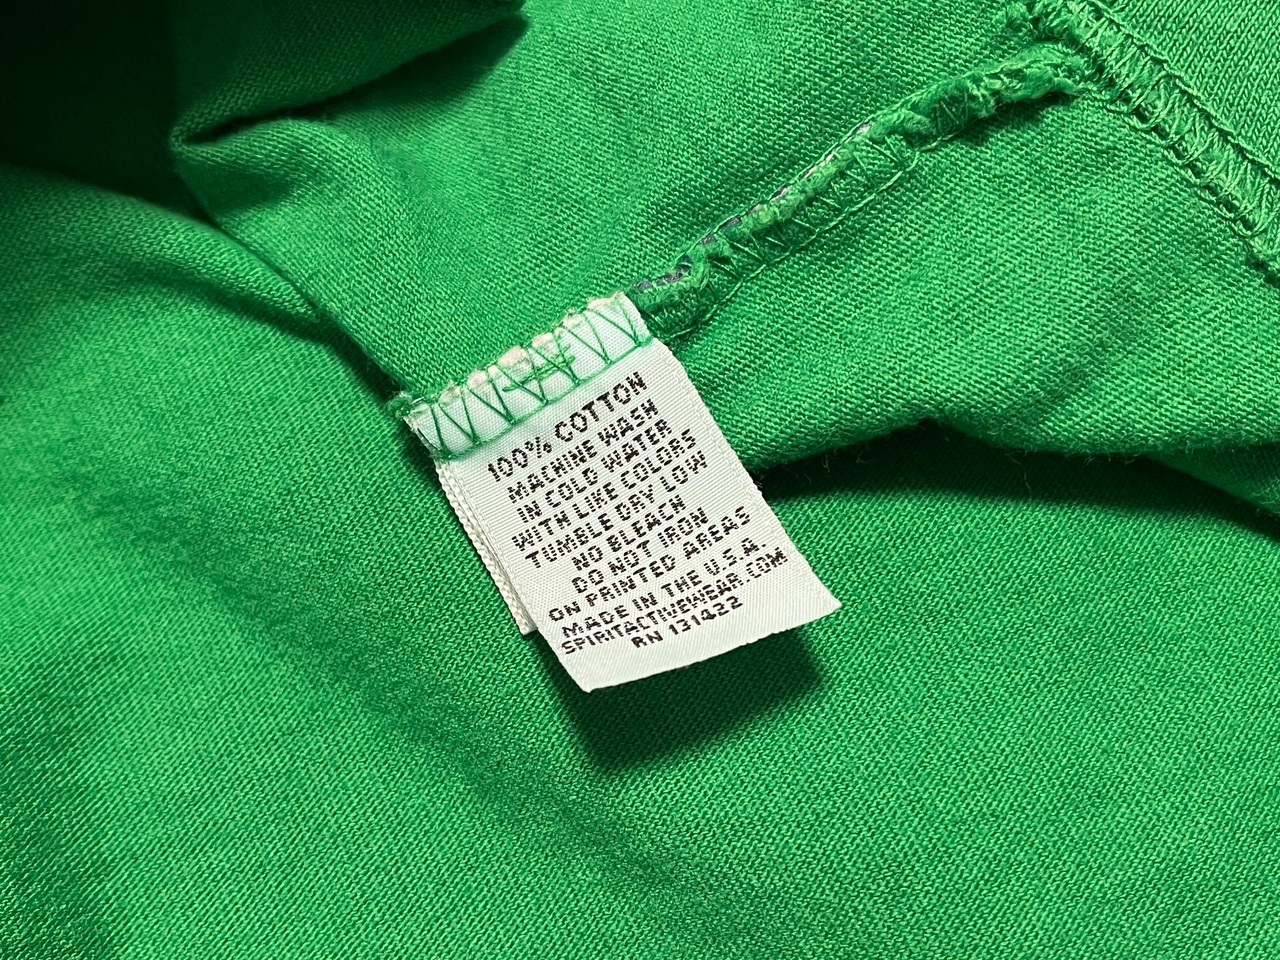 100% COTTON
MACHINE WASH
IN COLD WATER
WITH LIKE COLORS
TUMBLE DRY LOW
NO BLEACH
DO NOT IRON
ON PRINTED AREAS
MADE IN THE U.S.A.
SPIRITACTIVEWEAR.COM
RN 131422